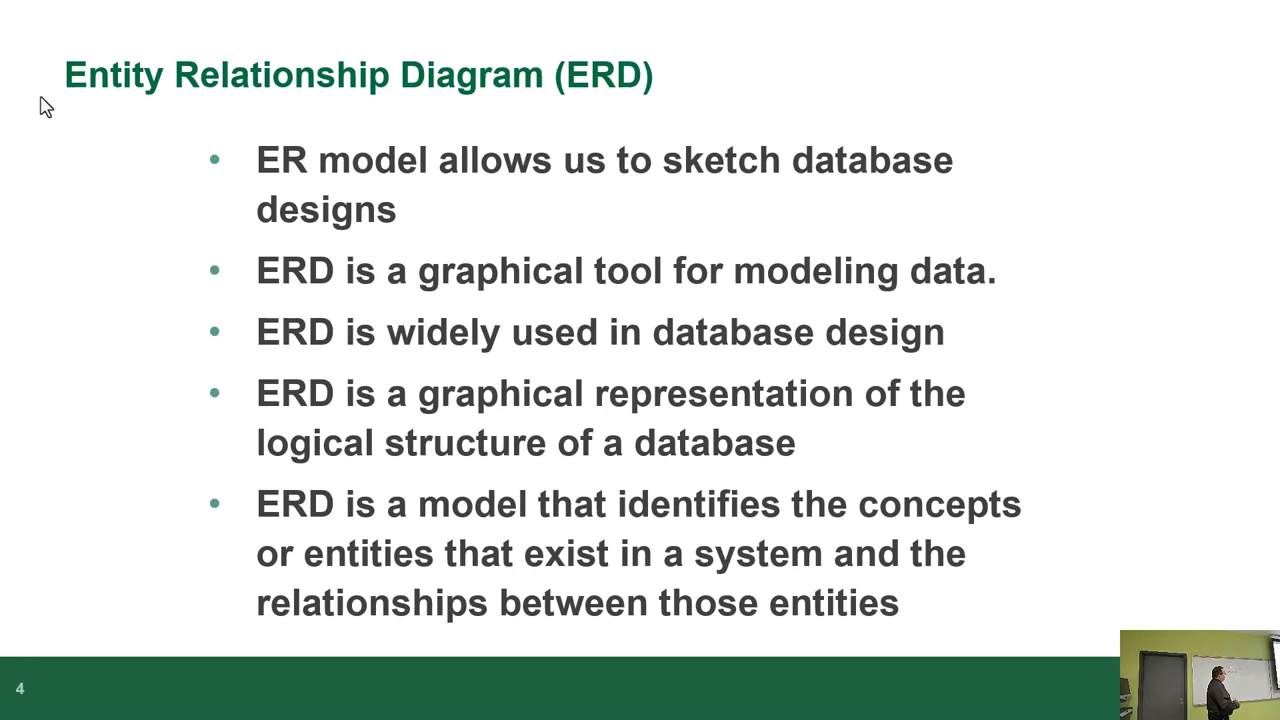 Entity Relationship Diagram (ERD)
• ER model allows us to sketch database
designs
• ERD is a graphical tool for modeling data.
• ERD is widely used in database design
• ERD is a graphical representation of the
logical structure of a database
• ERD is a model that identifies the concepts
or entities that exist in a system and the
relationships between those entities
4